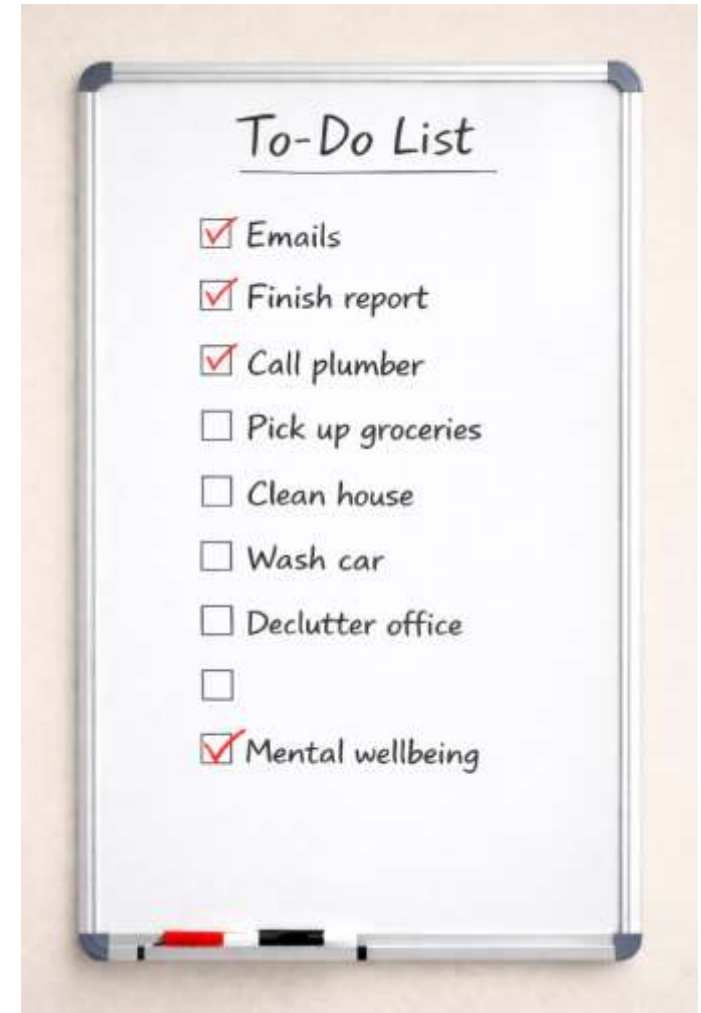 To-Do List
Emails
Finish report
Call plumber
Pick up groceries
Clean house
Wash car
Declutter office
Mental wellbeing